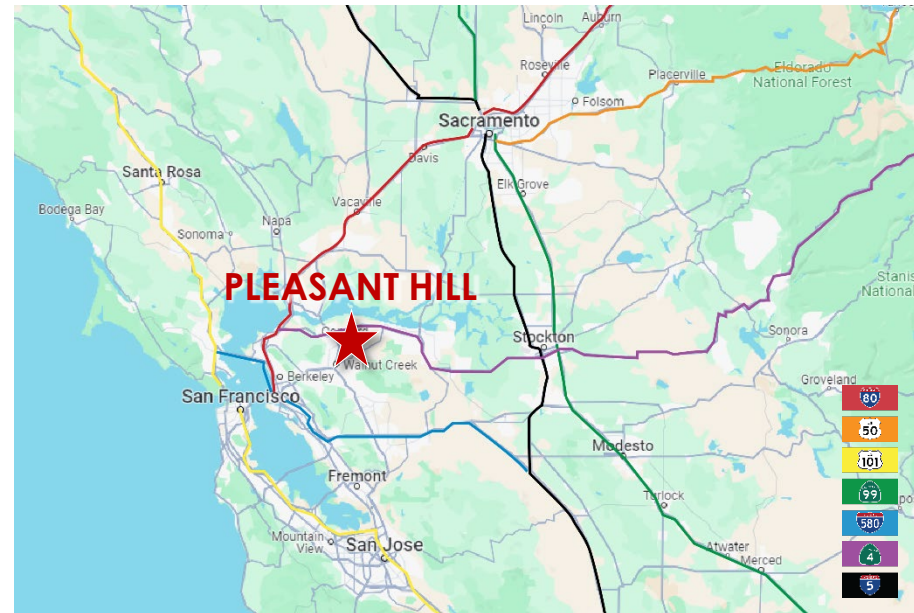 Lincoln
Auburn
Roseville
Placerville
Eldorado
National Forest
Folsom
Sacramento
Davis
Santa Rosa
Elk Grove
Vacaville
Bodega Bay
Napa
Sonoma
PLEASANT HILL
Stanis
National
Stockton
Sonora
Walnut Creek
Berkeley
Groveland
San Francisco
80
50
Modesto
101
Fremont
99
Turlock
580
Mountain
View
San Jose
Atwater
Merced
4
5